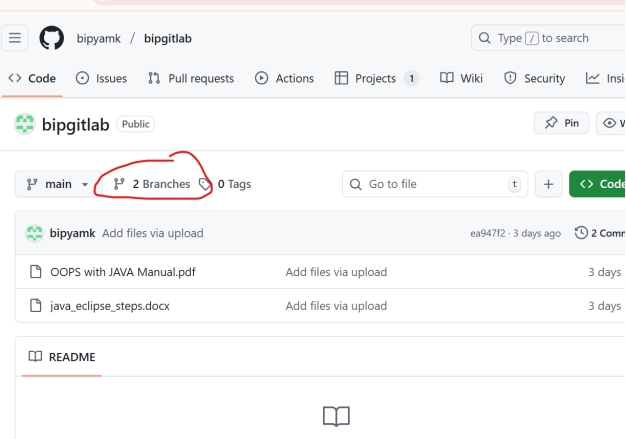 bipyamk / bipgitlab
Type / to search
Code Issues Pull requests Actions Projects 1 Wiki Security Insi
bipgitlab Public
Pin W
main 2 Branches 0 Tags
Go to file t
+ Code
bipyamk Add files via upload
ea947f2 · 3 days ago 2 Comm
OOPS with JAVA Manual.pdf Add files via upload 3 days
java_eclipse_steps.docx Add files via upload 3 days
README